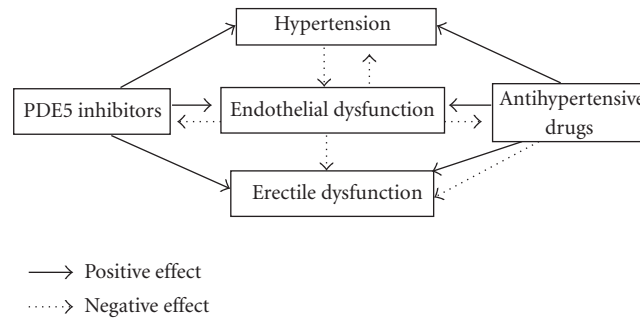 Hypertension
PDE5 inhibitors
Endothelial dysfunction
Antihypertensive
drugs
Erectile dysfunction
Positive effect
Negative effect